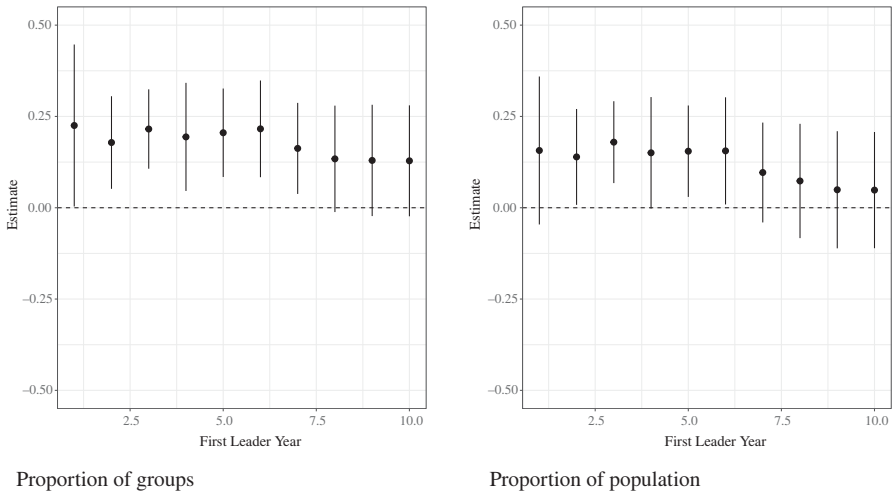 0.50
0.25
0.00
−0.25
−0.50
Estimate
2.5 5.0 7.5 10.0
First Leader Year
Proportion of groups
0.50
0.25
0.00
−0.25
−0.50
Estimate
2.5 5.0 7.5 10.0
First Leader Year
Proportion of population